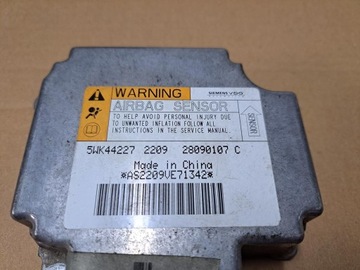 WARNING
SIEMENS VDO
AIRBAG SENSOR
TO HELP AVOID PERSONAL INJURY DUE
TO UNWANTED INFLATION FOLLOW ALL
INSTRUCTIONS IN THE SERVICE MANUAL.
5WK44227 2209 28090107 C
Made in China
*AS2209VE71342*